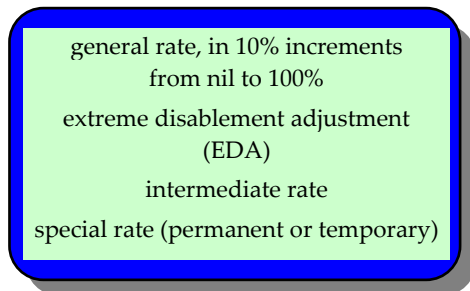 general rate, in 10% increments
from nil to 100%
extreme disablement adjustment
(EDA)
intermediate rate
special rate (permanent or temporary)